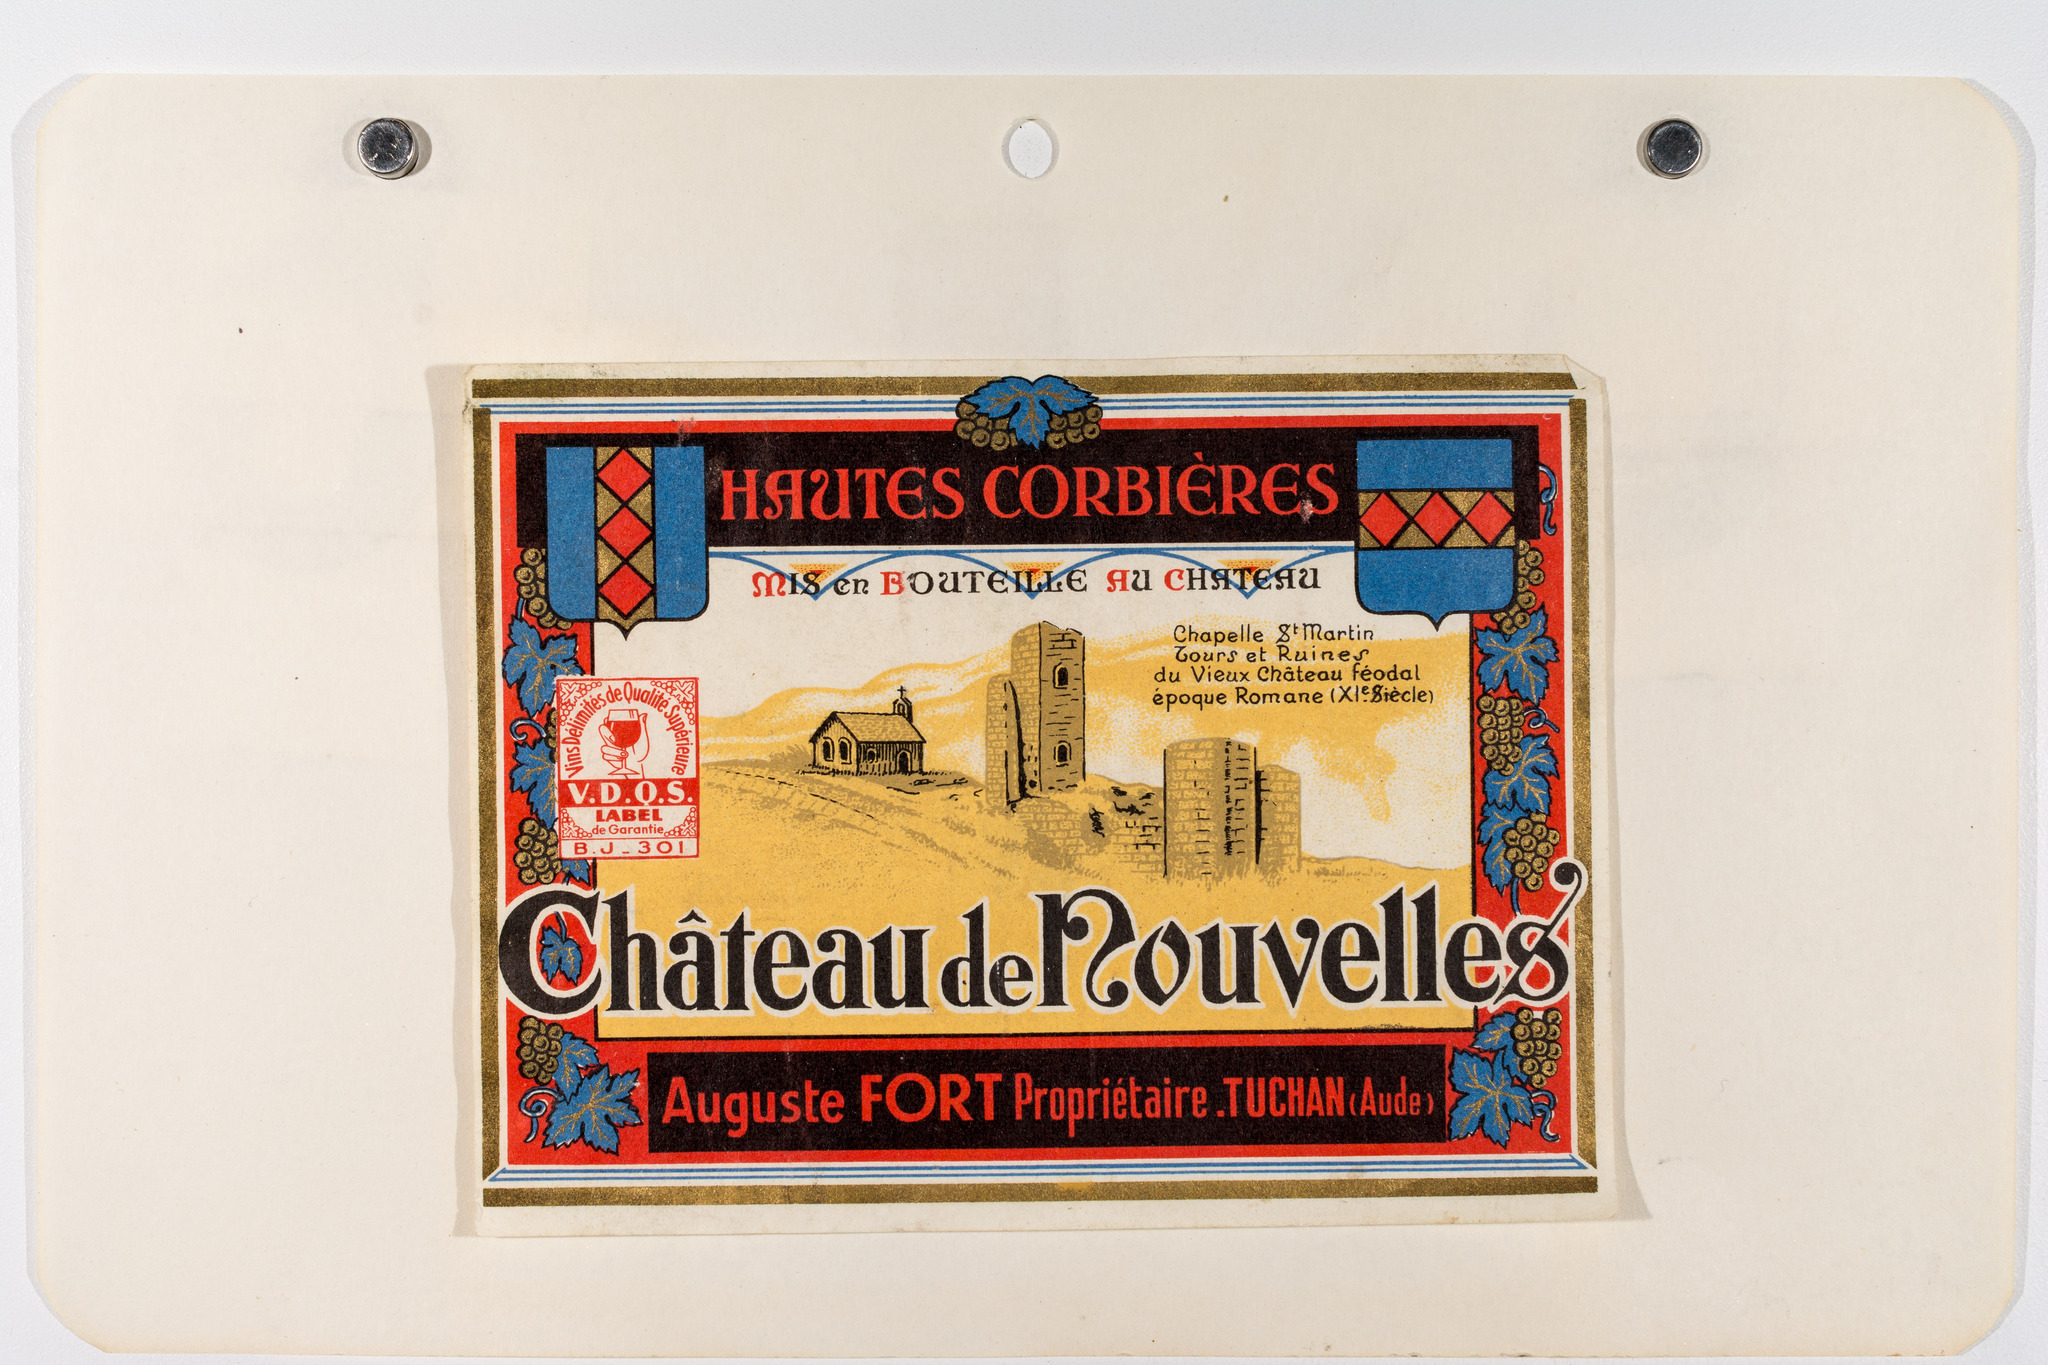 HAUTES CORBIÈRES
MIS en BOUTEILLE AU CHATEAU
Chapelle St Martin
Tours et Ruines
du Vieux Château féodal
époque Romane (XIe Siècle)
Vins Délimités de Qualité Supérieure
V.D.Q.S.
LABEL
de Garantie
B.J_301
Château de Nouvelles
Auguste FORT Propriétaire.TUCHAN (Aude)